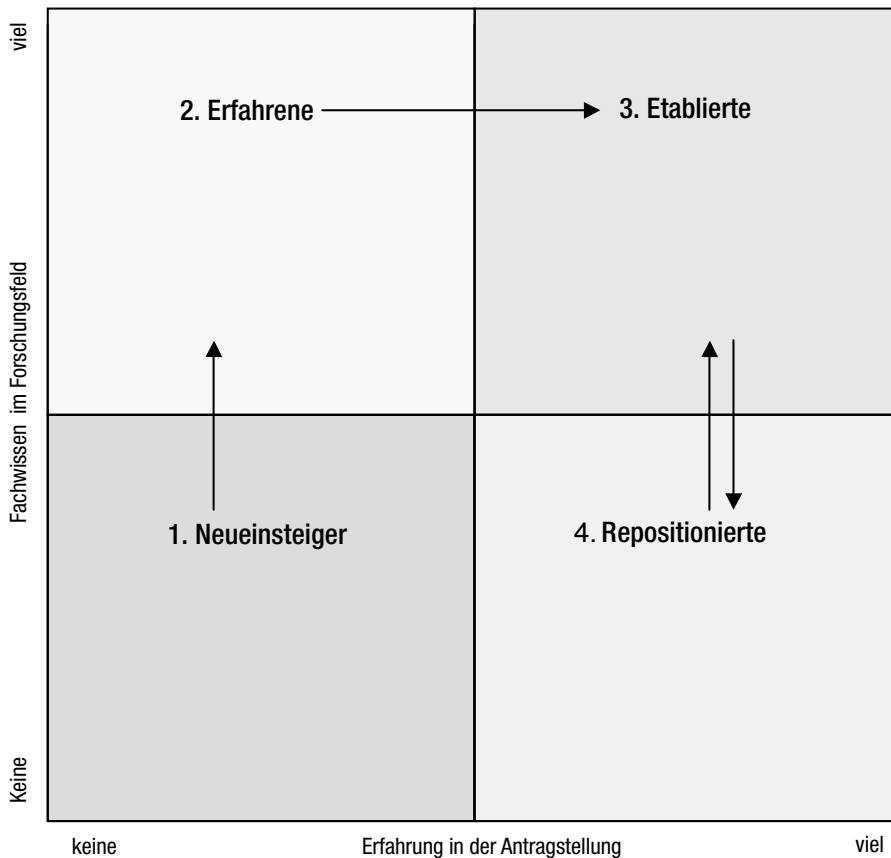 viel
2. Erfahrene
3. Etablierte
Fachwissen im Forschungsfeld
1. Neueinsteiger
4. Repositionierte
Keine
keine
Erfahrung in der Antragstellung
viel